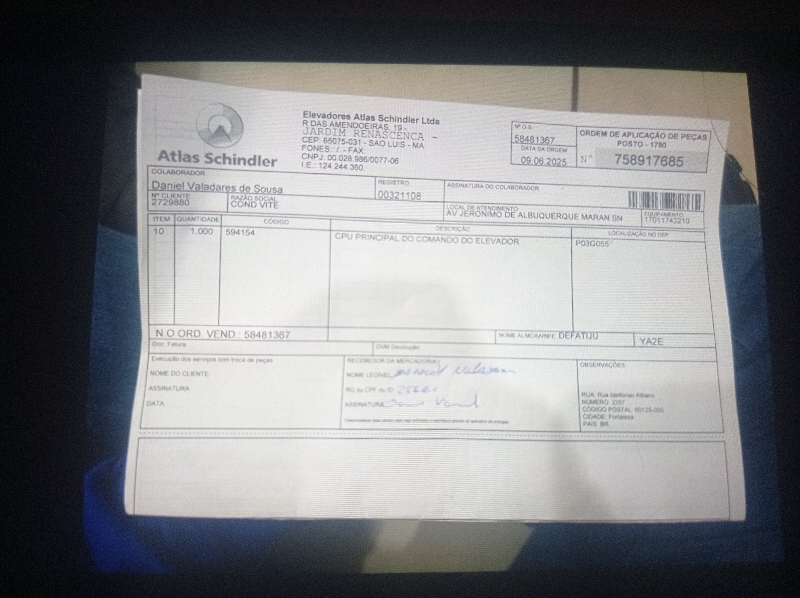 Elevadores Atlas Schindler Ltda
R DAS AMENDOEIRAS, 19 -
JARDIM RENASCENCA -
CEP: 65075-031 - SAO LUIS - MA
FONES: / - FAX:
CNPJ: 00.028.986/0077-06
I.E.: 124.244.360
Atlas Schindler
Nº O.S.
58481367
DATA DA ORDEM
09.06.2025
ORDEM DE APLICAÇÃO DE PEÇAS
POSTO - 1780
N° 758917685
COLABORADOR
Daniel Valadares de Sousa
REGISTRO
00321108
ASSINATURA DO COLABORADOR
Nº CLIENTE
2729880
RAZÃO SOCIAL
COND VITE
LOCAL DE ATENDIMENTO
AV JERONIMO DE ALBUQUERQUE MARAN SN
EQUIPAMENTO
17011743210
ITEM QUANTIDADE CÓDIGO DESCRIÇÃO LOCALIZAÇÃO NO DEP.
10 1,000 594154 CPU PRINCIPAL DO COMANDO DO ELEVADOR P03G055
N.O ORD. VEND.: 58481367
NOME ALMOXARIFE: DEFATIJU
YA2E
Doc. Fatura
Execução dos serviços com troca de peças
NOME DO CLIENTE
ASSINATURA
DATA
RECEBEDOR DA MERCADORIA
NOME LEGÍVEL
RG ou CPF ou ID
ASSINATURA
OBSERVAÇÕES
RUA: Rua Idelfonso Albano
NÚMERO: 2257
CÓDIGO POSTAL: 60125-000
CIDADE: Fortaleza
PAÍS: BR